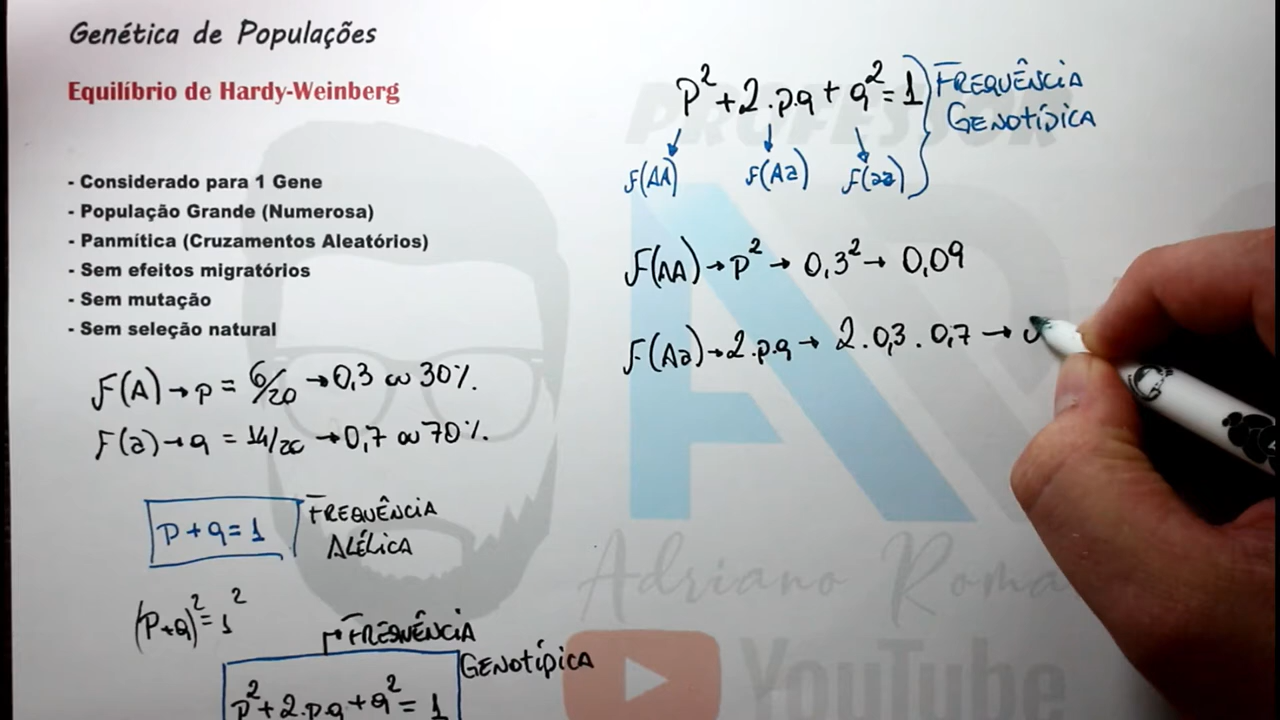 Genética de Populações
Equilíbrio de Hardy-Weinberg
- Considerado para 1 Gene
- População Grande (Numerosa)
- Panmítica (Cruzamentos Aleatórios)
- Sem efeitos migratórios
- Sem mutação
- Sem seleção natural
F(A) → p = 6/20 → 0,3 ou 30%.
F(a) → q = 14/20 → 0,7 ou 70%.
p + q = 1
FREQUÊNCIA
ALÉLICA
(p+q)² = 1²
FREQUÊNCIA
GENOTÍPICA
p² + 2.p.q + q² = 1
p² + 2.p.q + q² = 1
FREQUÊNCIA
GENOTÍPICA
F(AA) F(Aa) F(aa)
F(AA) → p² → 0,3² → 0,09
F(Aa) → 2.p.q → 2.0,3.0,7 →
PROFESSOR
Adriano Roma
YouTube